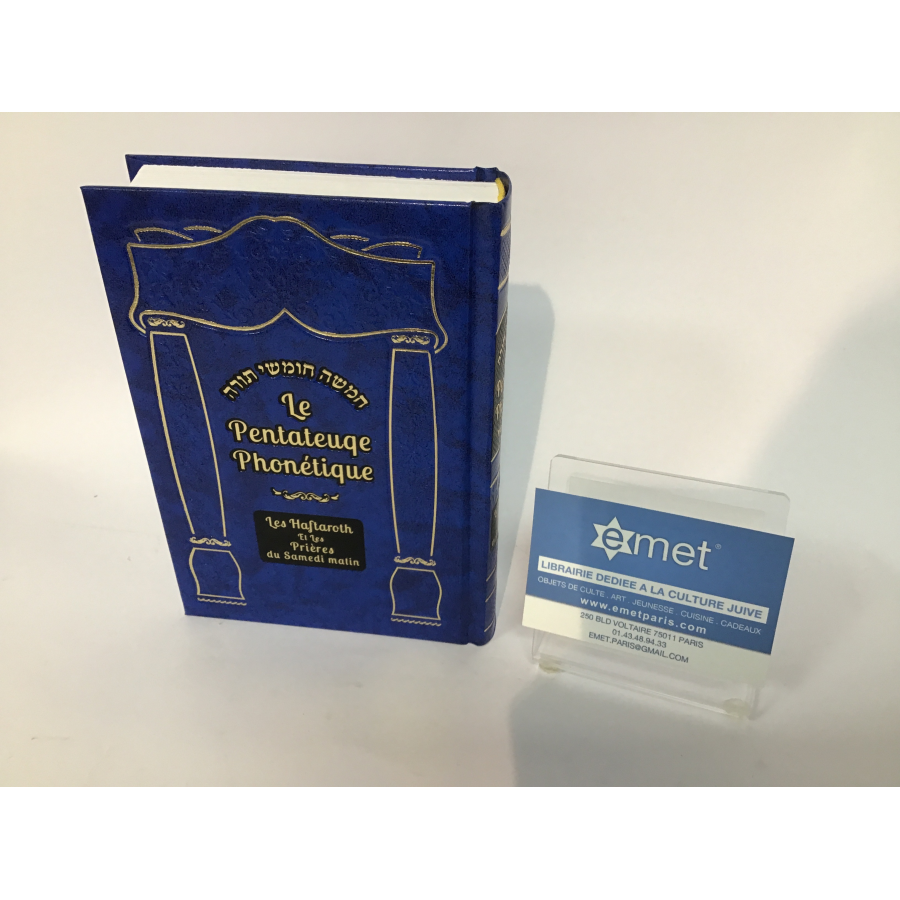 חמשה חומשי תורה
Le
Pentateuqe
Phonétique
Les Haftaroth
Et Les
Prières
du Samedi matin
emet®
LIBRAIRIE DEDIEE A LA CULTURE JUIVE
OBJETS DE CULTE . ART . JEUNESSE . CUISINE . CADEAUX
www.emetparis.com
250 BLD VOLTAIRE 75011 PARIS
01.43.48.94.33
EMET.PARIS@GMAIL.COM